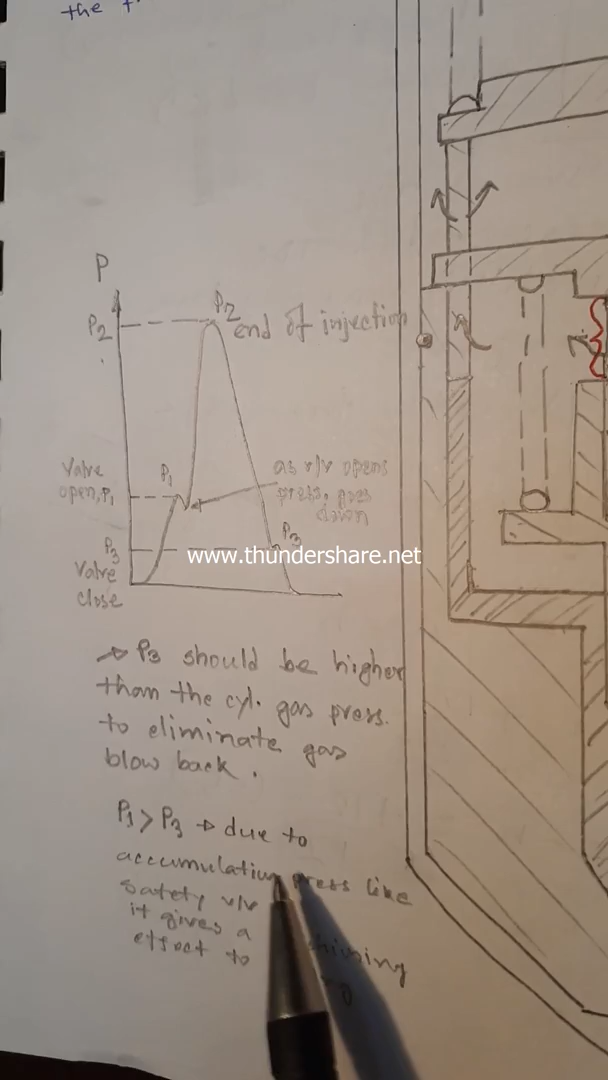 the
P
P2
P2
end of injection
Valve
open, P1
P1
as v/v opens
press. goes
down
P3
Valve
close
P3
www.thundershare.net
→ P3 should be higher
than the cyl. gas press.
to eliminate gas
blow back.
P1 > P3 → due to
accumulation press like
safety v/v
it gives a
effect to